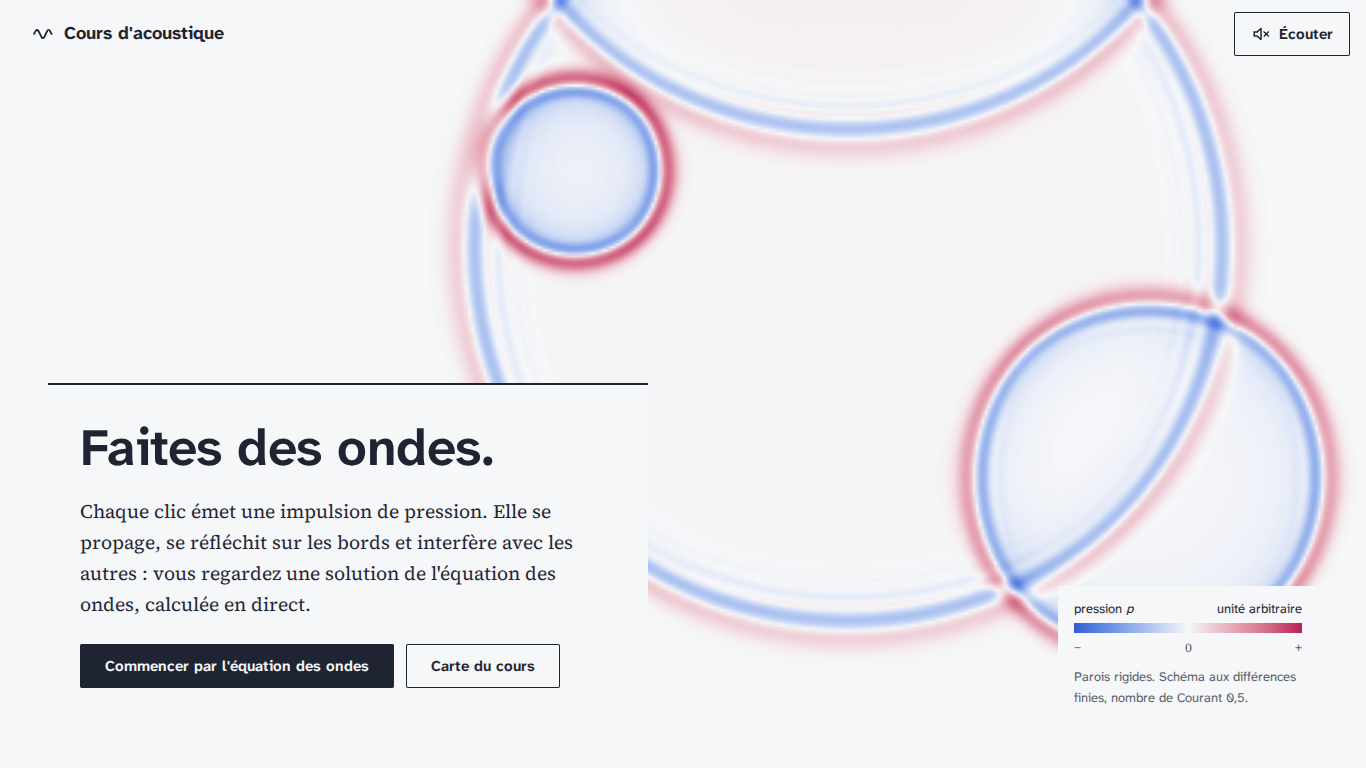 Cours d'acoustique
Écouter
Faites des ondes.
Chaque clic émet une impulsion de pression. Elle se
propage, se réfléchit sur les bords et interfère avec les
autres : vous regardez une solution de l'équation des
ondes, calculée en direct.
Commencer par l'équation des ondes
Carte du cours
pression p unité arbitraire
− 0 +
Parois rigides. Schéma aux différences
finies, nombre de Courant 0,5.